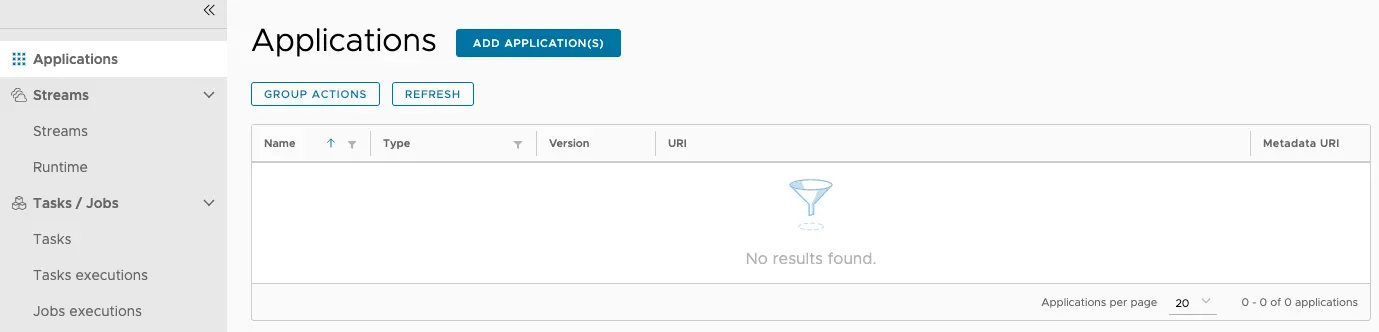 Applications
Streams
Streams
Runtime
Tasks / Jobs
Tasks
Tasks executions
Jobs executions
Applications ADD APPLICATION(S)
GROUP ACTIONS REFRESH
Name Type Version URI Metadata URI
No results found.
Applications per page 20 0 - 0 of 0 applications